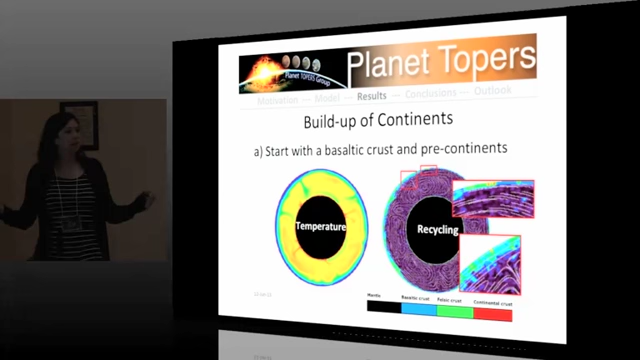 Planet TOPERS Group
Planet Topers
Motivation — Model — Results — Conclusions — Outlook
Build-up of Continents
a) Start with a basaltic crust and pre-continents
Temperature
Recycling
Mantle
Basaltic crust
Felsic crust
Continental crust